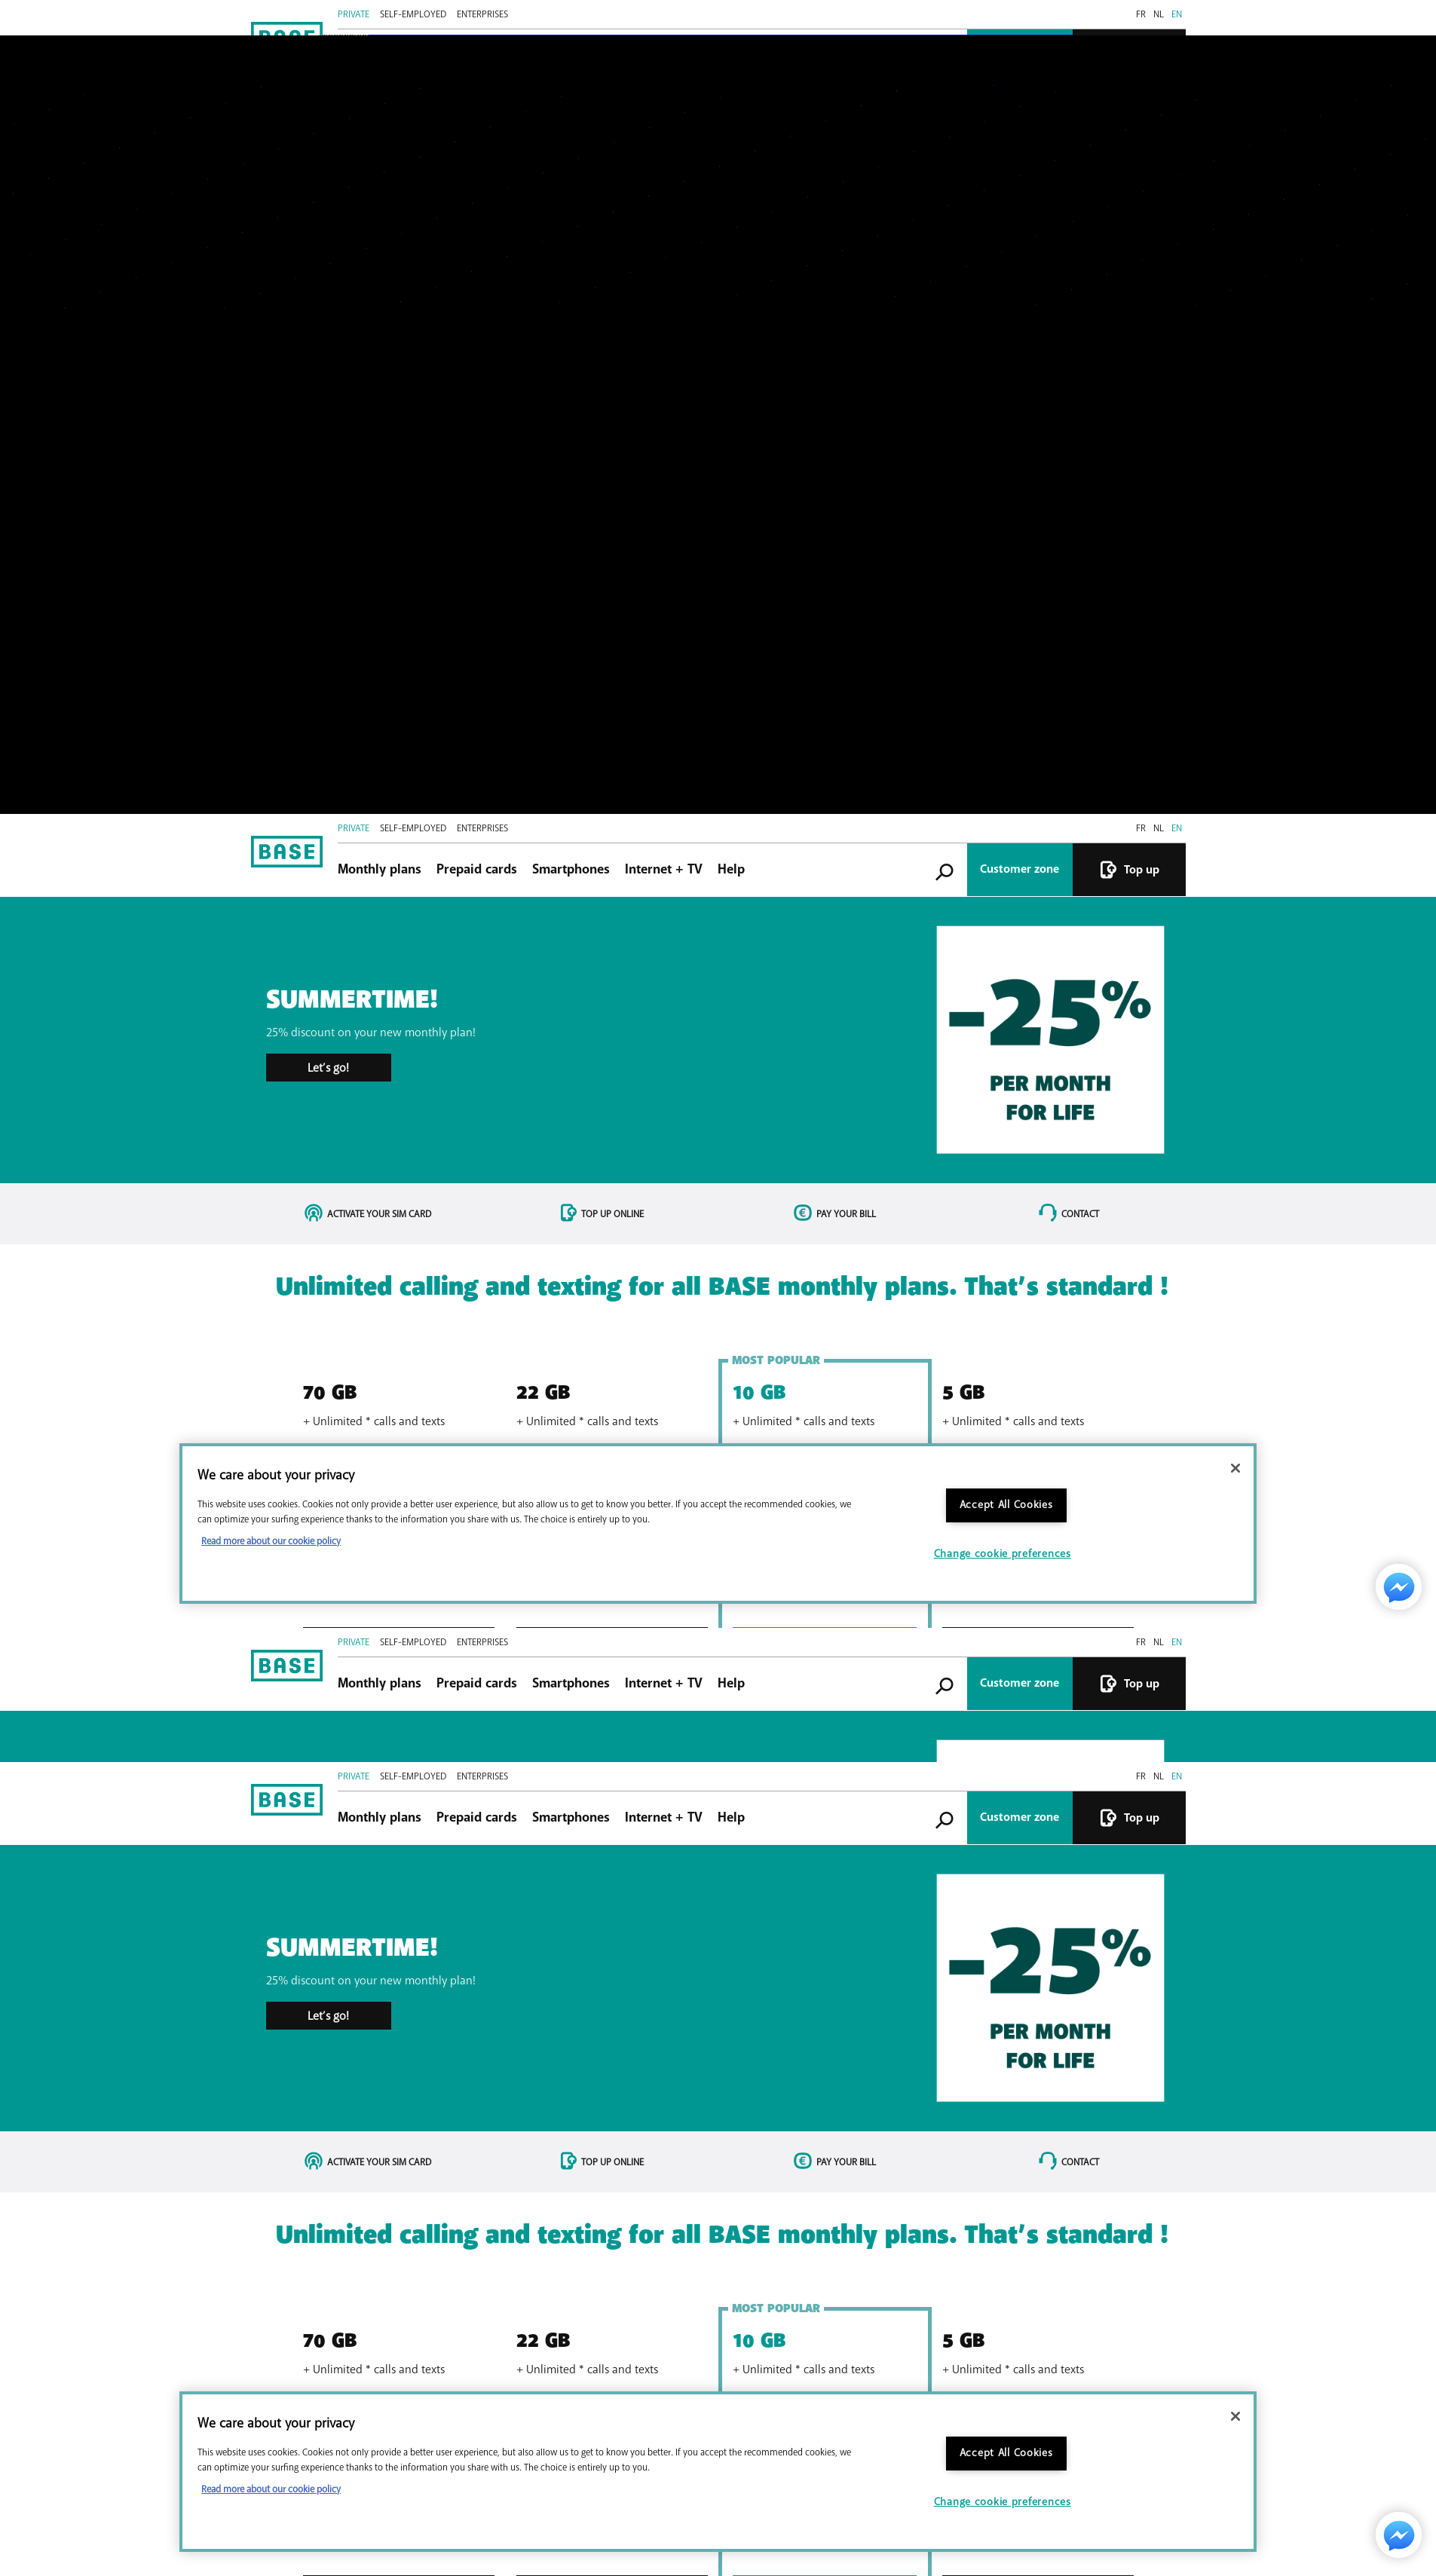 PRIVATE SELF-EMPLOYED ENTERPRISES FR NL EN
PRIVATE SELF-EMPLOYED ENTERPRISES FR NL EN
BASE
Monthly plans Prepaid cards Smartphones Internet + TV Help Customer zone Top up
SUMMERTIME!
25% discount on your new monthly plan!
Let's go!
-25%
PER MONTH
FOR LIFE
ACTIVATE YOUR SIM CARD TOP UP ONLINE PAY YOUR BILL CONTACT
Unlimited calling and texting for all BASE monthly plans. That's standard !
MOST POPULAR
70 GB 22 GB 10 GB 5 GB
+ Unlimited * calls and texts + Unlimited * calls and texts + Unlimited * calls and texts + Unlimited * calls and texts
We care about your privacy
This website uses cookies. Cookies not only provide a better user experience, but also allow us to get to know you better. If you accept the recommended cookies, we
can optimize your surfing experience thanks to the information you share with us. The choice is entirely up to you.
Read more about our cookie policy
Accept All Cookies
Change cookie preferences
PRIVATE SELF-EMPLOYED ENTERPRISES FR NL EN
BASE
Monthly plans Prepaid cards Smartphones Internet + TV Help Customer zone Top up
PRIVATE SELF-EMPLOYED ENTERPRISES FR NL EN
BASE
Monthly plans Prepaid cards Smartphones Internet + TV Help Customer zone Top up
SUMMERTIME!
25% discount on your new monthly plan!
Let's go!
-25%
PER MONTH
FOR LIFE
ACTIVATE YOUR SIM CARD TOP UP ONLINE PAY YOUR BILL CONTACT
Unlimited calling and texting for all BASE monthly plans. That's standard !
MOST POPULAR
70 GB 22 GB 10 GB 5 GB
+ Unlimited * calls and texts + Unlimited * calls and texts + Unlimited * calls and texts + Unlimited * calls and texts
We care about your privacy
This website uses cookies. Cookies not only provide a better user experience, but also allow us to get to know you better. If you accept the recommended cookies, we
can optimize your surfing experience thanks to the information you share with us. The choice is entirely up to you.
Read more about our cookie policy
Accept All Cookies
Change cookie preferences